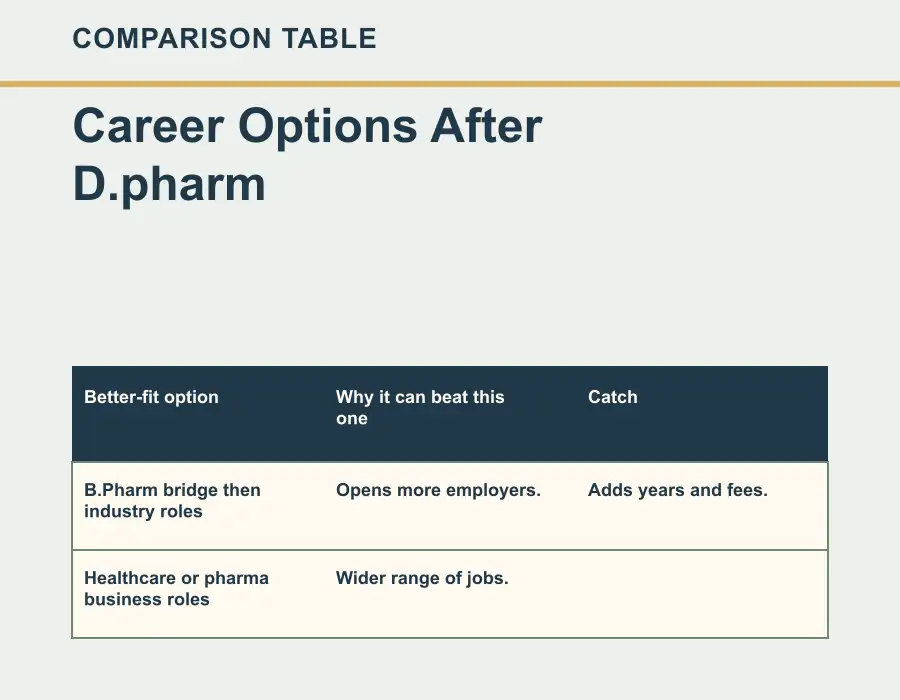 COMPARISON TABLE
Career Options After
D.pharm
Better-fit option
Why it can beat this
one
Catch
B.Pharm bridge then
industry roles
Opens more employers.
Adds years and fees.
Healthcare or pharma
business roles
Wider range of jobs.